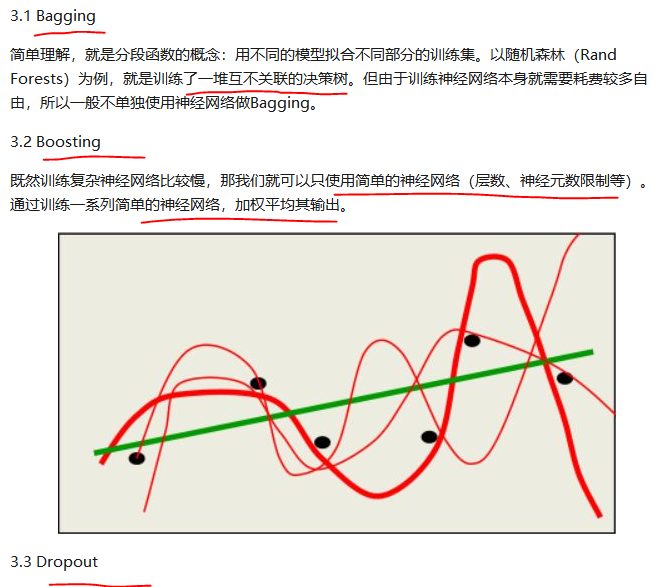 3.1 Bagging
简单理解，就是分段函数的概念：用不同的模型拟合不同部分的训练集。以随机森林（Rand
Forests）为例，就是训练了一堆互不关联的决策树。但由于训练神经网络本身就需要耗费较多自
由，所以一般不单独使用神经网络做Bagging。
3.2 Boosting
既然训练复杂神经网络比较慢，那我们就可以只使用简单的神经网络（层数、神经元数限制等）。
通过训练一系列简单的神经网络，加权平均其输出。
3.3 Dropout